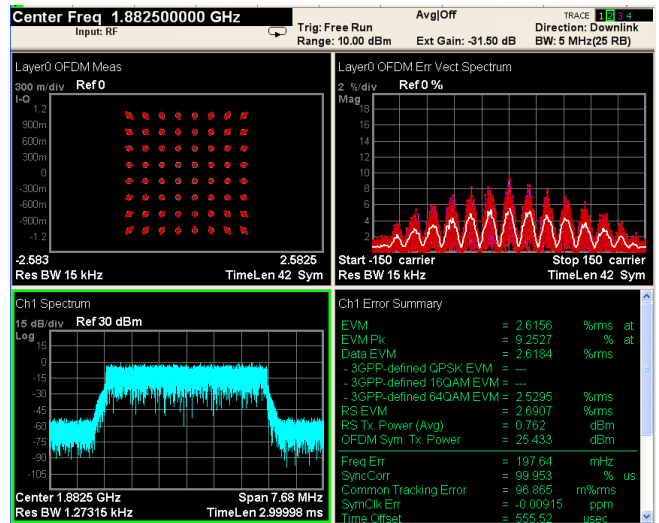 Center Freq 1.882500000 GHz
Input: RF
Trig: Free Run
Range: 10.00 dBm
Avg|Off
Ext Gain: -31.50 dB
TRACE 1 2 3 4
Direction: Downlink
BW: 5 MHz(25 RB)
Layer0 OFDM Meas
300 m/div Ref 0
I-Q
1.2
900m
600m
300m
0
-300m
-600m
-900m
-1.2
-2.583 2.5825
Res BW 15 kHz TimeLen 42 Sym
Layer0 OFDM Err Vect Spectrum
2 %/div Ref 0 %
Mag
18
16
14
12
10
8
6
4
2
Start -150 carrier Stop 150 carrier
Res BW 15 kHz TimeLen 42 Sym
Ch1 Spectrum
15 dB/div Ref 30 dBm
Log
15
0
-15
-30
-45
-60
-75
-90
-105
Center 1.8825 GHz Span 7.68 MHz
Res BW 1.27315 kHz TimeLen 2.99998 ms
Ch1 Error Summary
EVM = 2.6156 %rms at
EVM Pk = 9.2527 % at
Data EVM = 2.6184 %rms
- 3GPP-defined QPSK EVM = ---
- 3GPP-defined 16QAM EVM = ---
- 3GPP-defined 64QAM EVM = 2.5295 %rms
RS EVM = 2.6907 %rms
RS Tx. Power (Avg) = 0.762 dBm
OFDM Sym. Tx. Power = 25.433 dBm
Freq Err = 197.64 mHz
SyncCorr = 99.953 % us
Common Tracking Error = 96.865 m%rms
SymClk Err = -0.00915 ppm
Time Offset = 555.52 usec